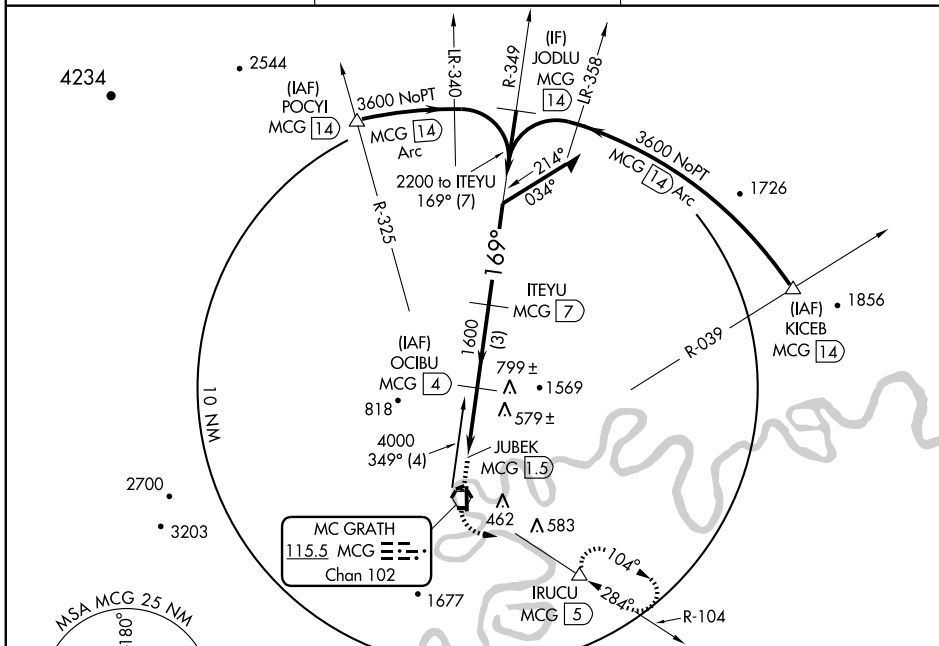 4234
2544
(IAF)
POCYI
MCG 14
3600 NoPT
MCG 14
Arc
LR-340
R-349
(IF)
JODLU
MCG
14
LR-358
3600 NoPT
MCG 14 Arc
1726
2200 to ITEYU
169° (7)
214°
034°
R-325
169°
ITEYU
MCG 7
1600
(3)
(IAF)
KICEB
MCG 14
1856
R-039
(IAF)
OCIBU
MCG 4
799±
1569
579±
818
10 NM
4000
349° (4)
JUBEK
MCG 1.5
2700
3203
462
583
MC GRATH
115.5 MCG
Chan 102
1677
104°
284°
IRUCU
MCG 5
R-104
MSA MCG 25 NM
180°